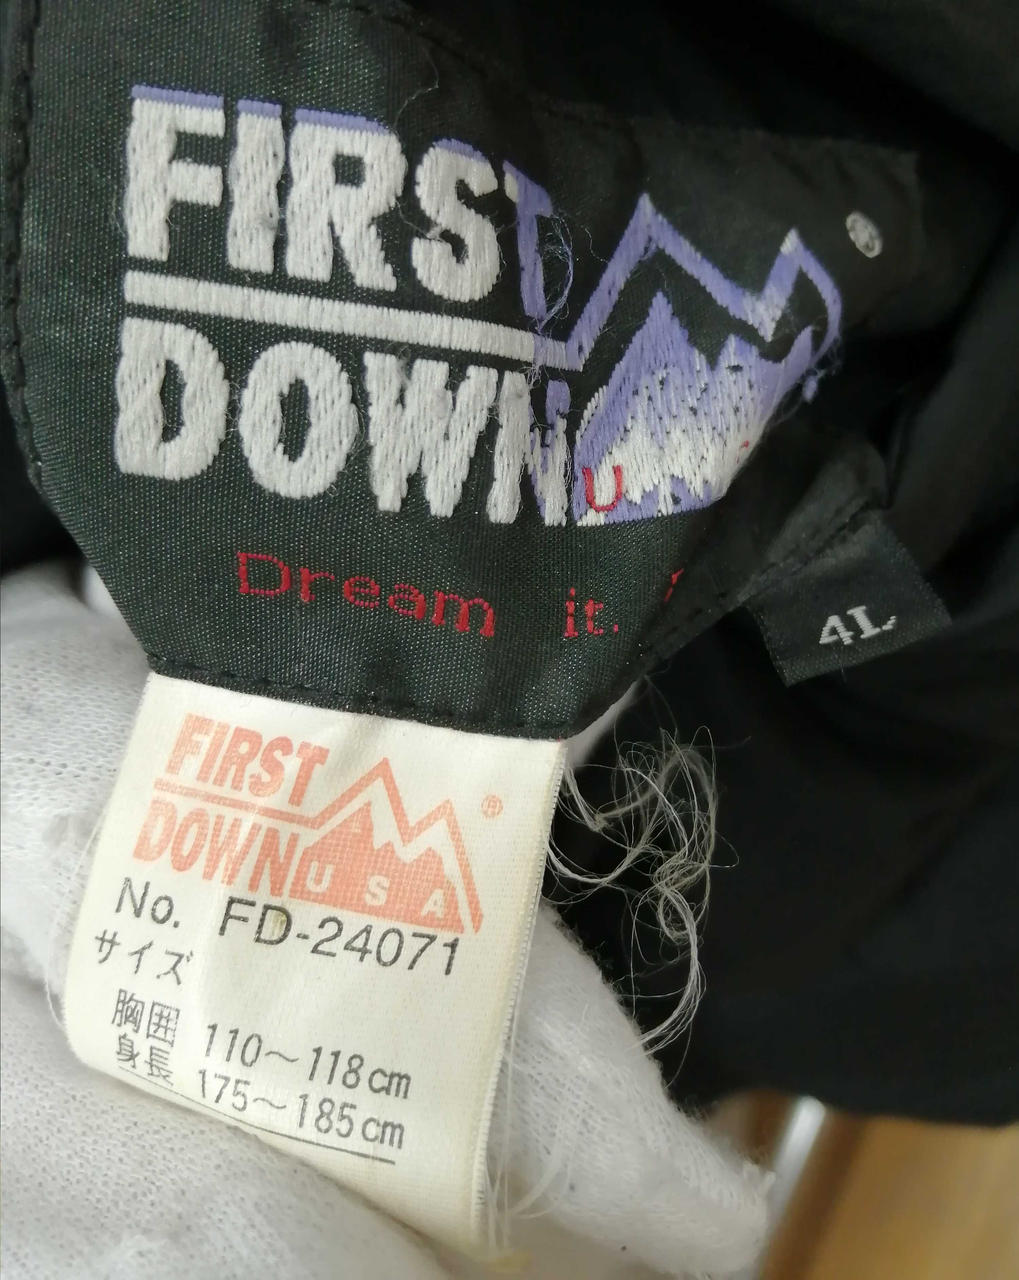 FIRST
DOWN
U
Dream it.
4L
FIRST
DOWN USA
No. FD-24071
サイズ
胸囲 110～118cm
身長 175～185cm